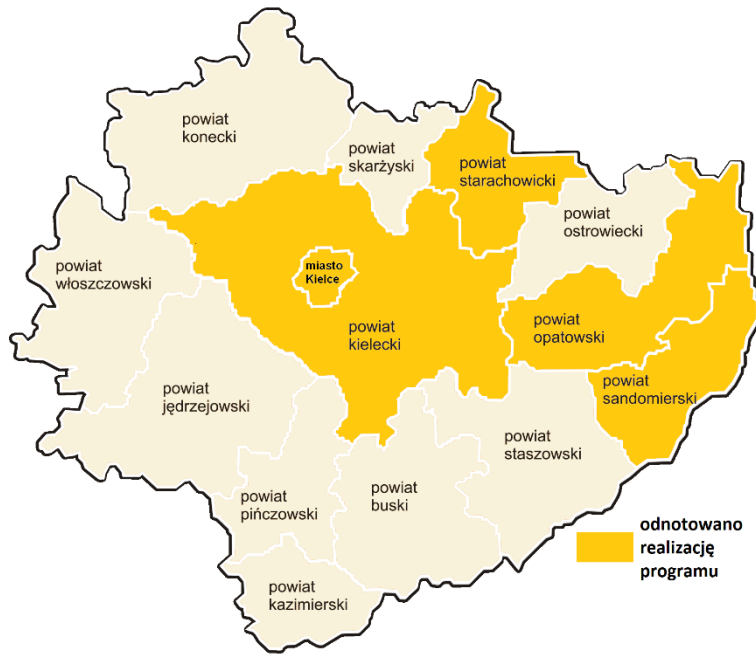 powiat
konecki
powiat
skarżyski
powiat
starachowicki
powiat
ostrowiecki
powiat
włoszczowski
miasto
Kielce
powiat
kielecki
powiat
opatowski
powiat
jędrzejowski
powiat
sandomierski
powiat
staszowski
powiat
pińczowski
powiat
buski
powiat
kazimierski
odnotowano
realizację
programu